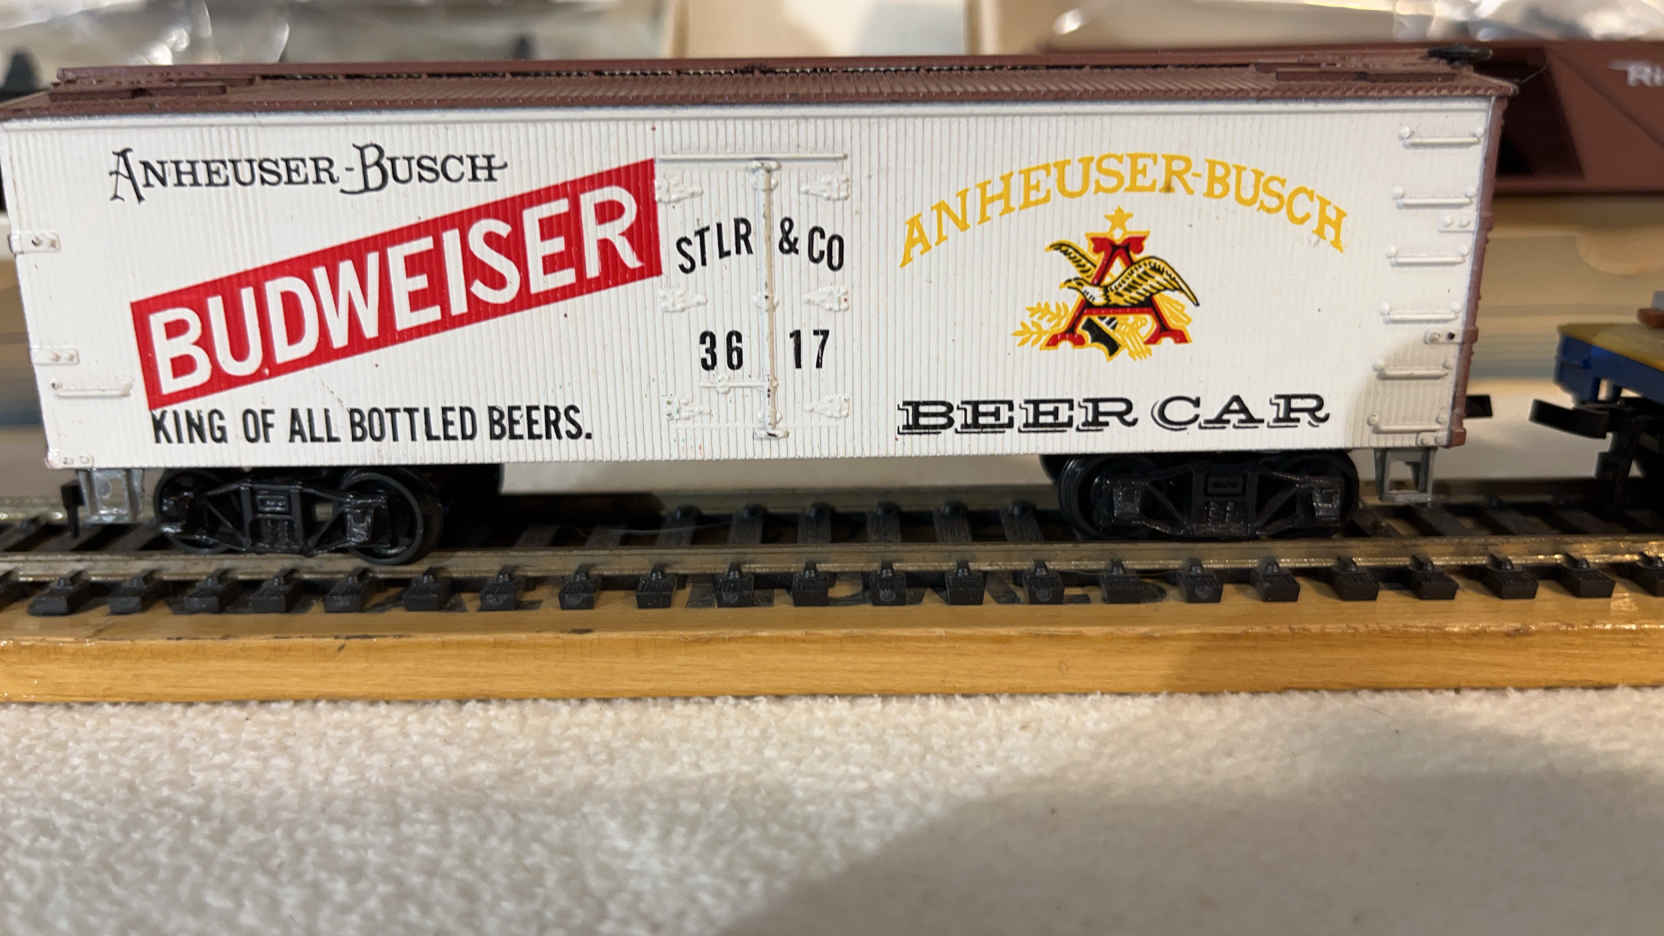 ANHEUSER-BUSCH
BUDWEISER
KING OF ALL BOTTLED BEERS.
STLR & CO
36 17
ANHEUSER-BUSCH
A
BEER CAR